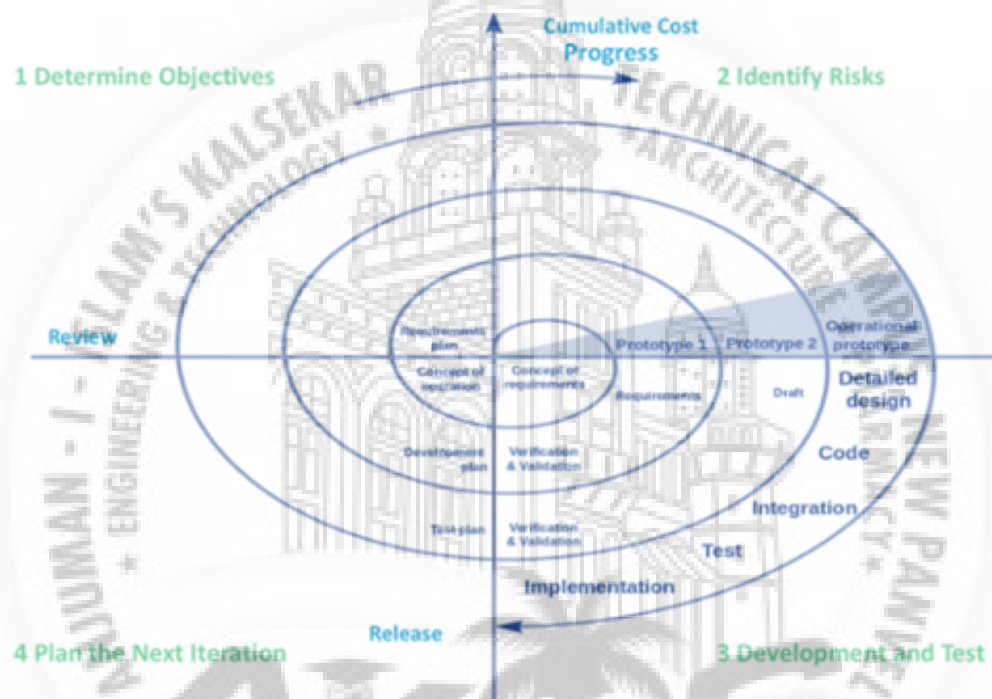 Cumulative Cost
Progress
1 Determine Objectives
2 Identify Risks
ANJUMAN - I - ISLAM'S KALSEKAR TECHNICAL CAMPUS NEW PANVEL
ENGINEERING & TECHNOLOGY
ARCHITECTURE
Review
Requirements
plan
Prototype 1
Prototype 2
Operational
prototype
Concept of
operation
Concept of
requirements
Requirements
Draft
Detailed
design
Code
Development
plan
Verification
& Validation
Integration
Test plan
Verification
& Validation
Test
Implementation
Release
4 Plan the Next Iteration
3 Development and Test